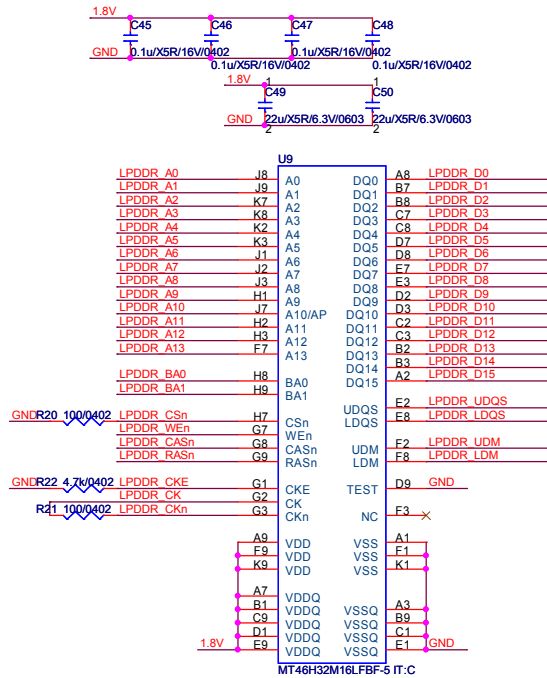 1.8V
C45 C46 C47 C48
GND
0.1u/X5R/16V/0402 0.1u/X5R/16V/0402
0.1u/X5R/16V/0402 0.1u/X5R/16V/0402
1.8V 1 1
C49 C50
GND 22u/X5R/6.3V/0603 22u/X5R/6.3V/0603
2 2
U9
LPDDR_A0 J8 A0 DQ0 A8 LPDDR_D0
LPDDR_A1 J9 A1 DQ1 B7 LPDDR_D1
LPDDR_A2 K7 A2 DQ2 B8 LPDDR_D2
LPDDR_A3 K8 A3 DQ3 C7 LPDDR_D3
LPDDR_A4 K2 A4 DQ4 C8 LPDDR_D4
LPDDR_A5 K3 A5 DQ5 D7 LPDDR_D5
LPDDR_A6 J1 A6 DQ6 D8 LPDDR_D6
LPDDR_A7 J2 A7 DQ7 E7 LPDDR_D7
LPDDR_A8 J3 A8 DQ8 E3 LPDDR_D8
LPDDR_A9 H1 A9 DQ9 D2 LPDDR_D9
LPDDR_A10 J7 A10/AP DQ10 D3 LPDDR_D10
LPDDR_A11 H2 A11 DQ11 C2 LPDDR_D11
LPDDR_A12 H3 A12 DQ12 C3 LPDDR_D12
LPDDR_A13 F7 A13 DQ13 B2 LPDDR_D13
DQ14 B3 LPDDR_D14
LPDDR_BA0 H8 BA0 DQ15 A2 LPDDR_D15
LPDDR_BA1 H9 BA1
UDQS E2 LPDDR_UDQS
GND R20 100/0402 LPDDR_CSn H7 CSn LDQS E8 LPDDR_LDQS
LPDDR_WEn G7 WEn
LPDDR_CASn G8 CASn UDM F2 LPDDR_UDM
LPDDR_RASn G9 RASn LDM F8 LPDDR_LDM
GND R22 4.7k/0402 LPDDR_CKE G1 CKE TEST D9 GND
LPDDR_CK G2 CK
R21 100/0402 LPDDR_CKn G3 CKn NC F3
A9 VDD VSS A1
F9 VDD VSS F1
K9 VDD VSS K1
A7 VDDQ
B1 VDDQ VSSQ A3
C9 VDDQ VSSQ B9
D1 VDDQ VSSQ C1
1.8V E9 VDDQ VSSQ E1 GND
MT46H32M16LFBF-5 IT:C